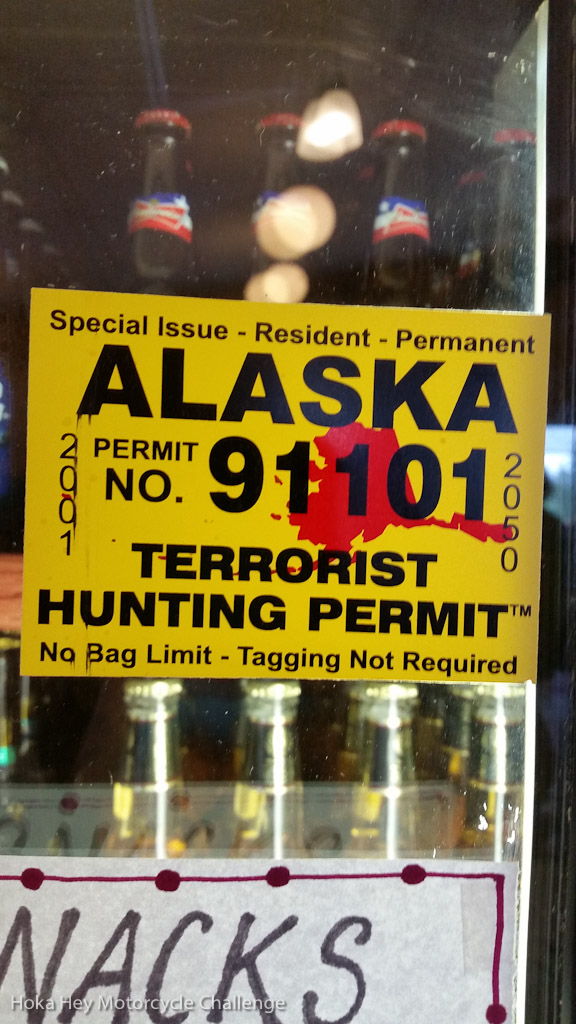 Special Issue - Resident - Permanent
ALASKA
2001
PERMIT
NO. 91101
2050
TERRORIST
HUNTING PERMIT™
No Bag Limit - Tagging Not Required
NACKS
Hoka Hey Motorcycle Challenge